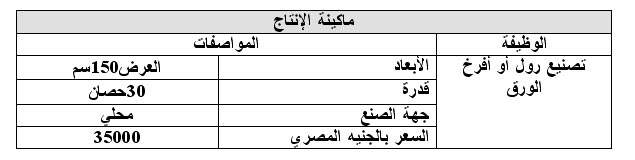 ماكينة الإنتاج
الوظيفة المواصفات
تصنيع رول أو أفرخ الأبعاد العرض150سم
الورق قدرة 30حصان
جهة الصنع محلي
السعر بالجنيه المصري 35000